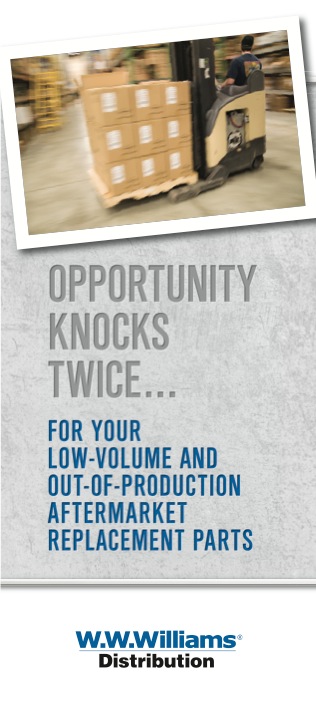 OPPORTUNITY
KNOCKS
TWICE...
FOR YOUR
LOW-VOLUME AND
OUT-OF-PRODUCTION
AFTERMARKET
REPLACEMENT PARTS
W.W.Williams®
Distribution